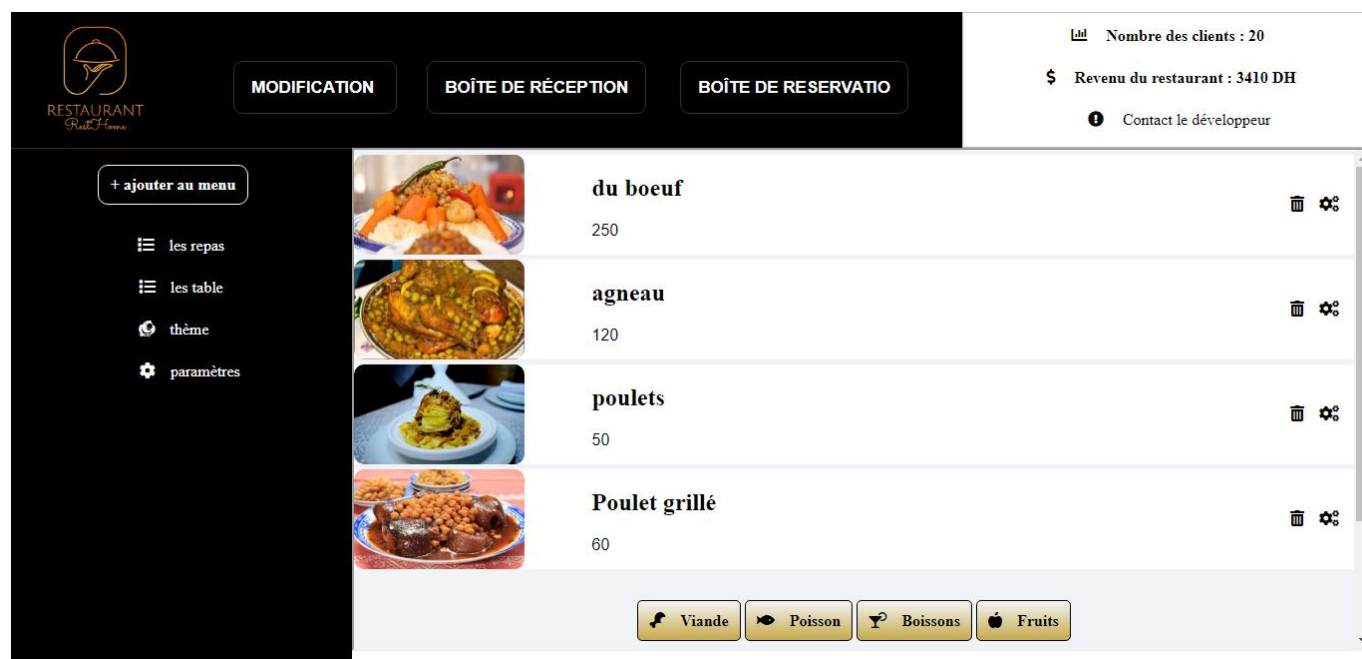 RESTAURANT
RestHome
MODIFICATION
BOÎTE DE RÉCEPTION
BOÎTE DE RESERVATIO
Nombre des clients : 20
Revenu du restaurant : 3410 DH
Contact le développeur
+ ajouter au menu
les repas
les table
thème
paramètres
du boeuf
250
agneau
120
poulets
50
Poulet grillé
60
Viande
Poisson
Boissons
Fruits